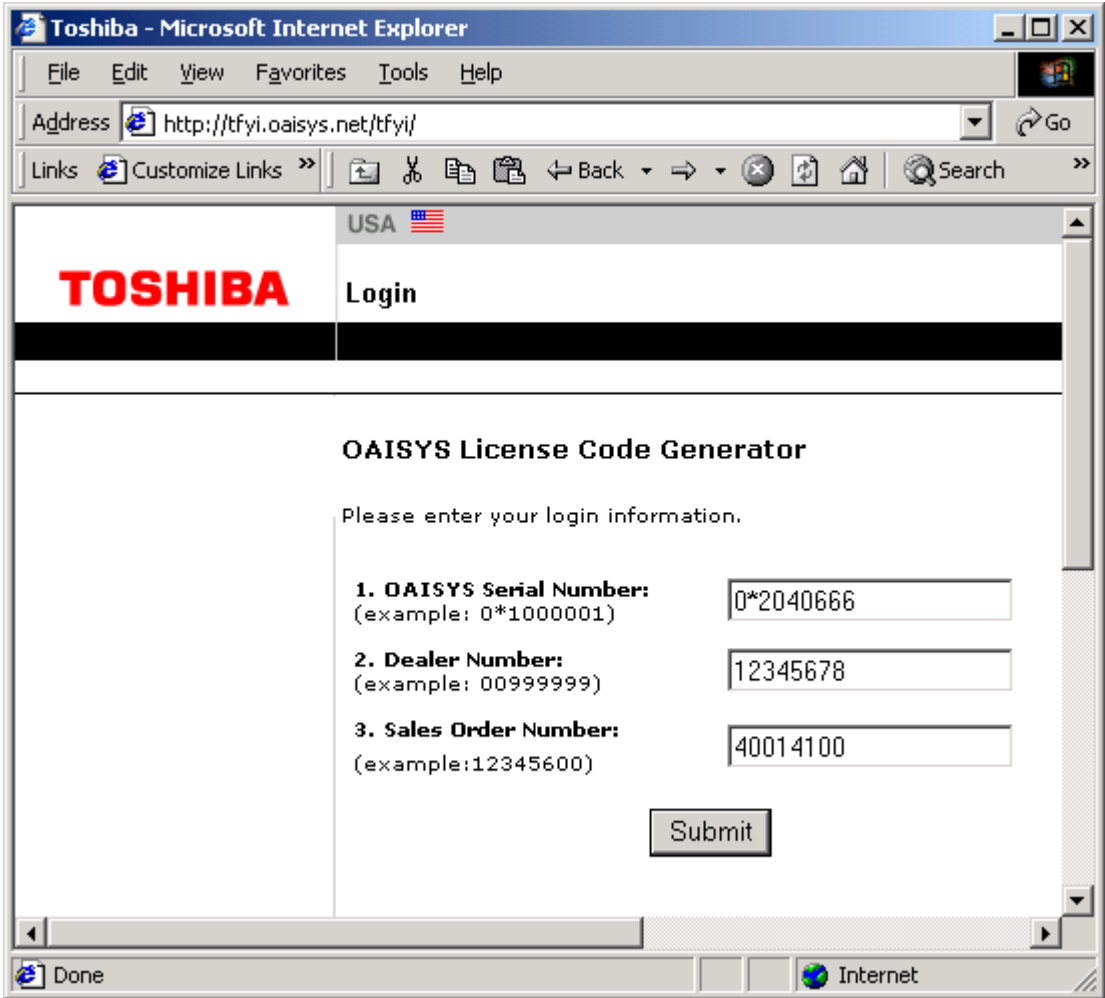 Toshiba - Microsoft Internet Explorer
File Edit View Favorites Tools Help
Address http://tfyi.oaisys.net/tfyi/ Go
Links Customize Links » Back Search »
USA
TOSHIBA Login
OAISYS License Code Generator
Please enter your login information.
1. OAISYS Serial Number: 0*2040666
(example: 0*1000001)
2. Dealer Number: 12345678
(example: 00999999)
3. Sales Order Number: 40014100
(example:12345600)
Submit
Done Internet